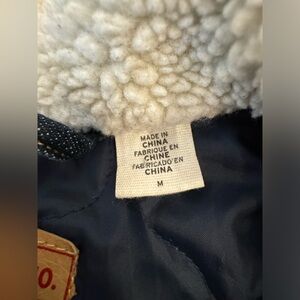 MADE IN
CHINA
FABRIQUE EN
CHINE
FABRICADO EN
CHINA
M
O.